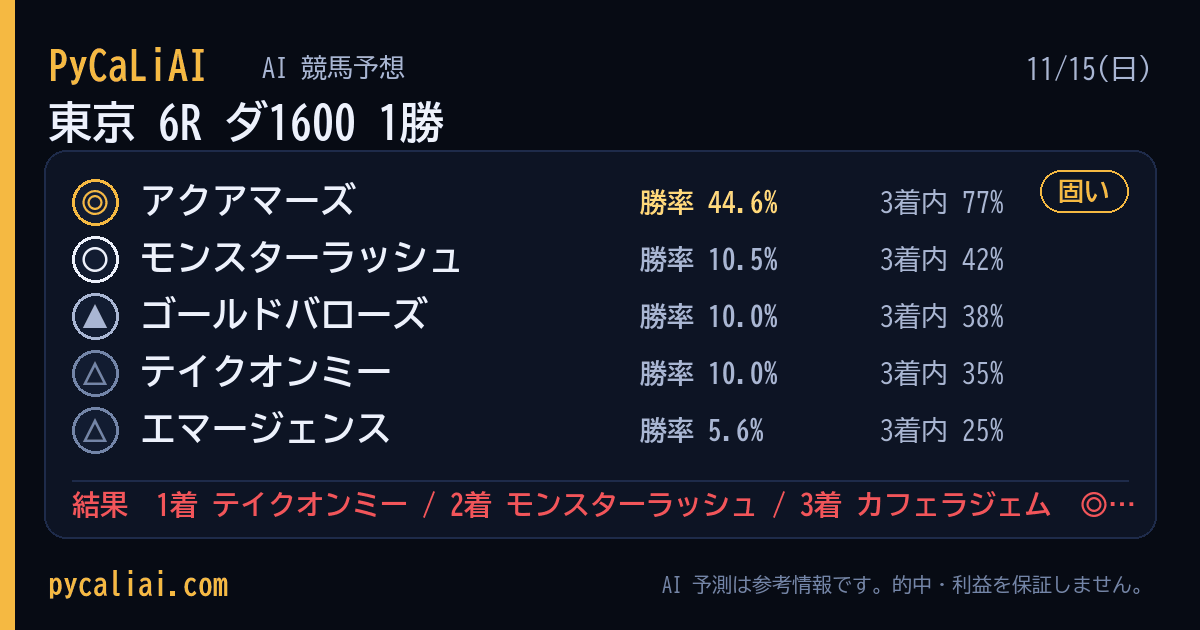 PyCaLiAI AI 競馬予想 11/15(日)
東京 6R ダ1600 1勝
◎ アクアマーズ 勝率 44.6% 3着内 77% 固い
○ モンスターラッシュ 勝率 10.5% 3着内 42%
▲ ゴールドバローズ 勝率 10.0% 3着内 38%
△ テイクオンミー 勝率 10.0% 3着内 35%
△ エマージェンス 勝率 5.6% 3着内 25%
結果 1着 テイクオンミー / 2着 モンスターラッシュ / 3着 カフェラジェム ◎…
pycaliai.com AI 予測は参考情報です。的中・利益を保証しません。